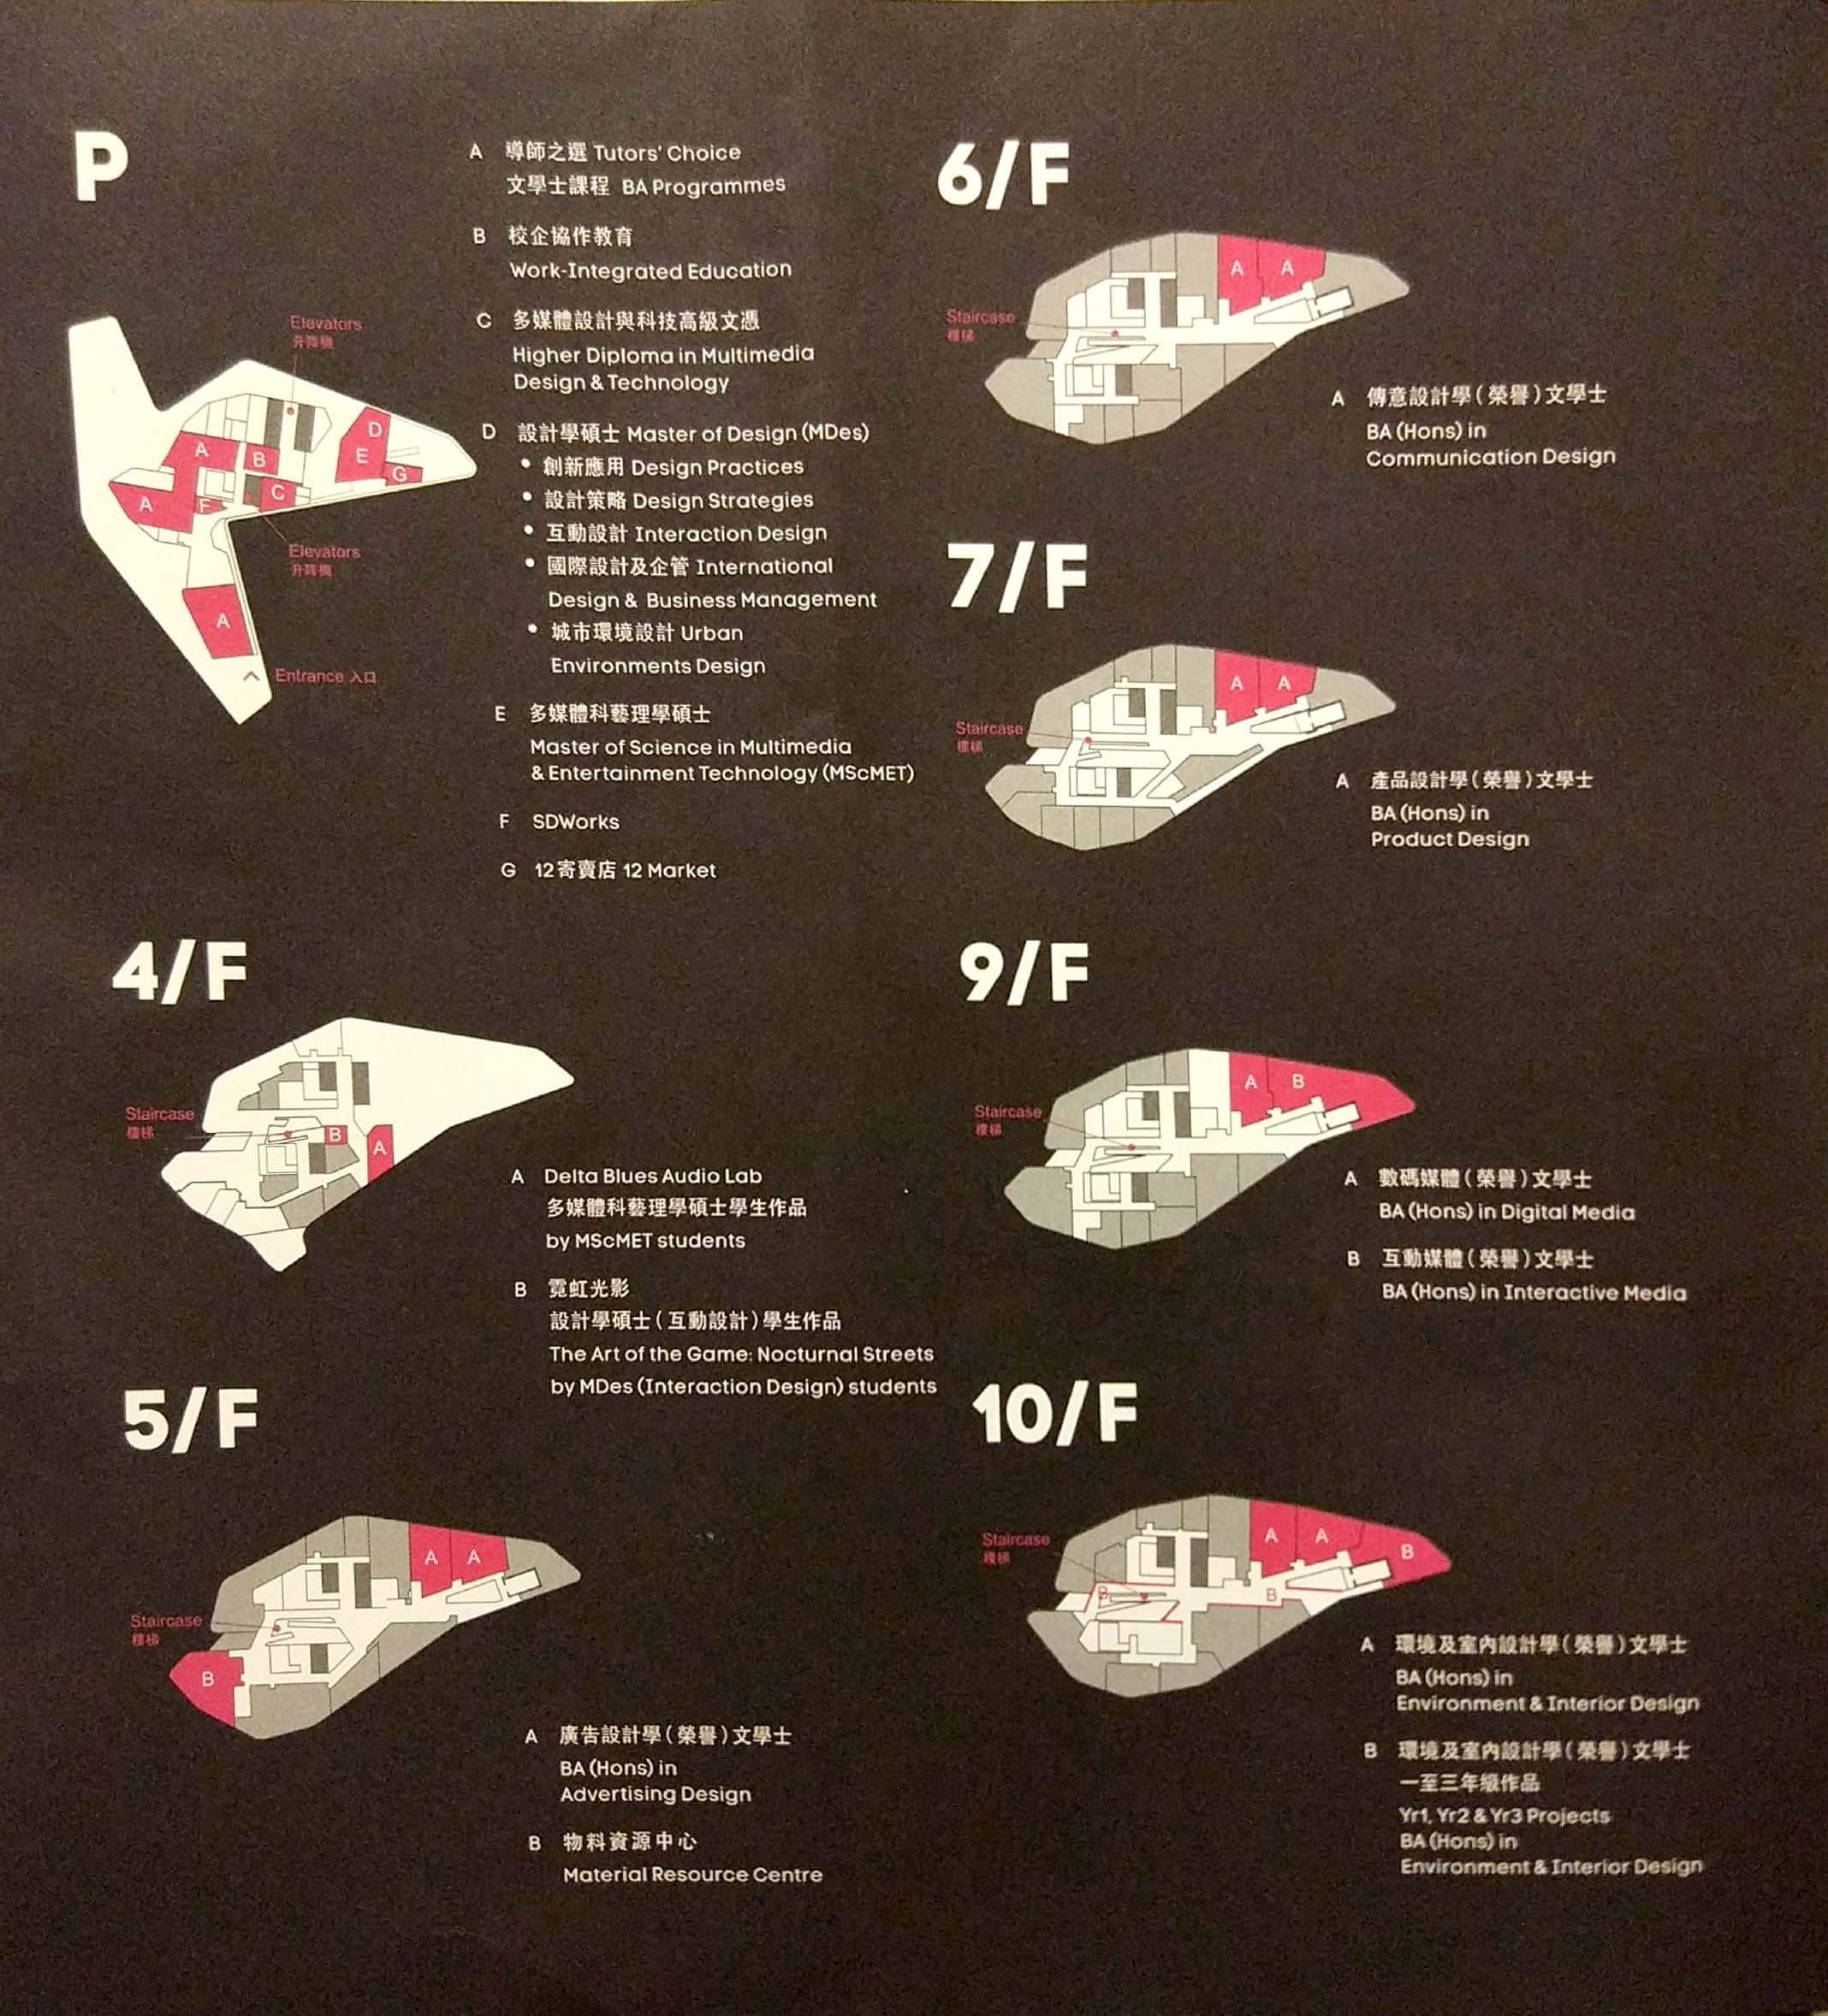 P
A 導師之選 Tutors' Choice
文學士課程 BA Programmes
B 校企協作教育
Work-Integrated Education
C 多媒體設計與科技高級文憑
Higher Diploma in Multimedia
Design & Technology
D 設計學碩士 Master of Design (MDes)
• 創新應用 Design Practices
• 設計策略 Design Strategies
• 互動設計 Interaction Design
• 國際設計及企管 International
Design & Business Management
• 城市環境設計 Urban
Environments Design
E 多媒體科藝理學碩士
Master of Science in Multimedia
& Entertainment Technology (MScMET)
F SDWorks
G 12寄賣店 12 Market
Elevators
升降機
D
A
E
B
G
C
A
F
Elevators
升降機
A
Entrance 入口
4/F
Staircase
樓梯
B
A
A Delta Blues Audio Lab
多媒體科藝理學碩士學生作品
by MScMET students
B 霓虹光影
設計學碩士(互動設計)學生作品
The Art of the Game: Nocturnal Streets
by MDes (Interaction Design) students
5/F
A A
Staircase
樓梯
B
A 廣告設計學(榮譽)文學士
BA (Hons) in
Advertising Design
B 物料資源中心
Material Resource Centre
6/F
A A
Staircase
樓梯
A 傳意設計學(榮譽)文學士
BA (Hons) in
Communication Design
7/F
A A
Staircase
樓梯
A 產品設計學(榮譽)文學士
BA (Hons) in
Product Design
9/F
A B
Staircase
樓梯
A 數碼媒體(榮譽)文學士
BA (Hons) in Digital Media
B 互動媒體(榮譽)文學士
BA (Hons) in Interactive Media
10/F
A A
B
Staircase
樓梯
B B
A 環境及室內設計學(榮譽)文學士
BA (Hons) in
Environment & Interior Design
B 環境及室內設計學(榮譽)文學士
一至三年級作品
Yr1, Yr2 & Yr3 Projects
BA (Hons) in
Environment & Interior Design